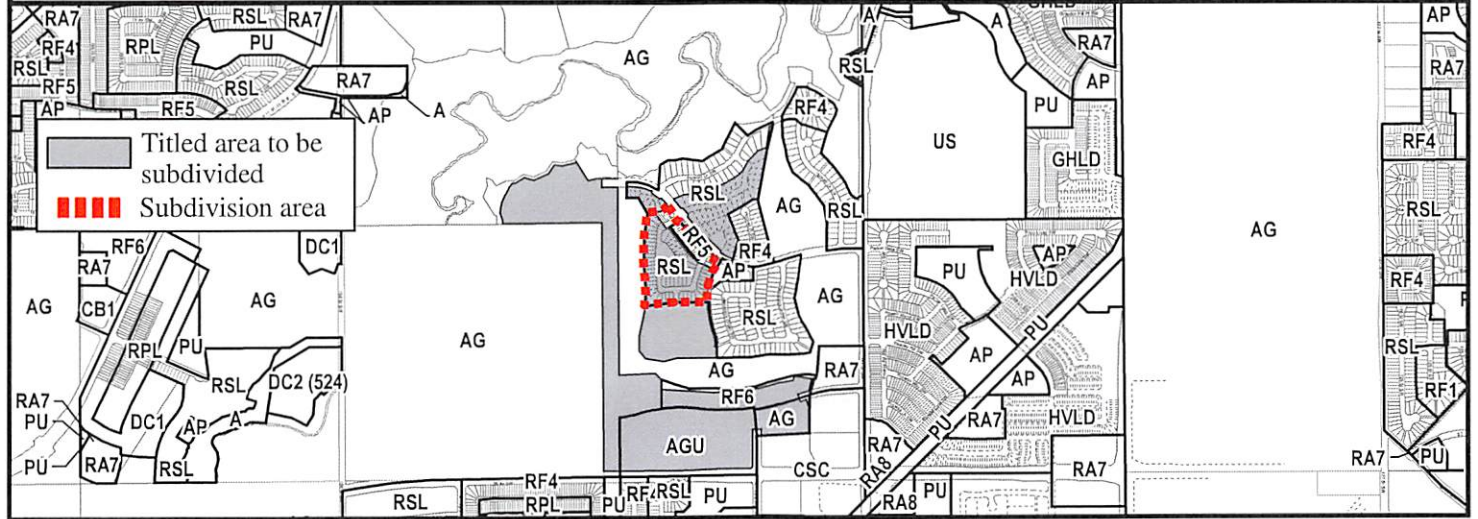 RA7
RF4
RSL
RF5
AP
RPL
RSL
PU
RA7
RSL
RF5
RA7
AP
A
AG
RSL
A
A
US
GHLD
RA7
AP
PU
GHLD
AG
AP
RA7
RF4
RSL
RF4
RSL
RF1
RA7
PU
Titled area to be
subdivided
Subdivision area
RF4
RSL
AG
RSL
RF5
RF4
RSL
AP
RSL
AG
AG
RA7
RF6
AG
AGU
CSC
AG
AG
RF6
RA7
CB1
DC1
AG
RPL
PU
RSL
DC2 (524)
DC1
AP
A
RA7
PU
PU
RA7
RSL
PU
AP
HVLD
HVLD
PU
AP
AP
RA7
PU
HVLD
RA7
RA8
RA7
RSL
RF4
RPL
PU
RSL
PU
RA8
PU